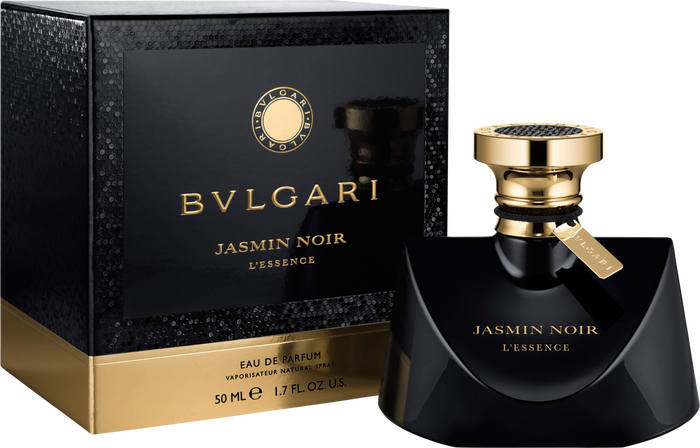 BVLGARI · BVLGARI
BVLGARI
JASMIN NOIR
L'ESSENCE
EAU DE PARFUM
VAPORISATEUR NATURAL SPRAY
50 ML ℮ 1.7 FL. OZ. U.S.
BVLGARI
JASMIN NOIR
L'ESSENCE